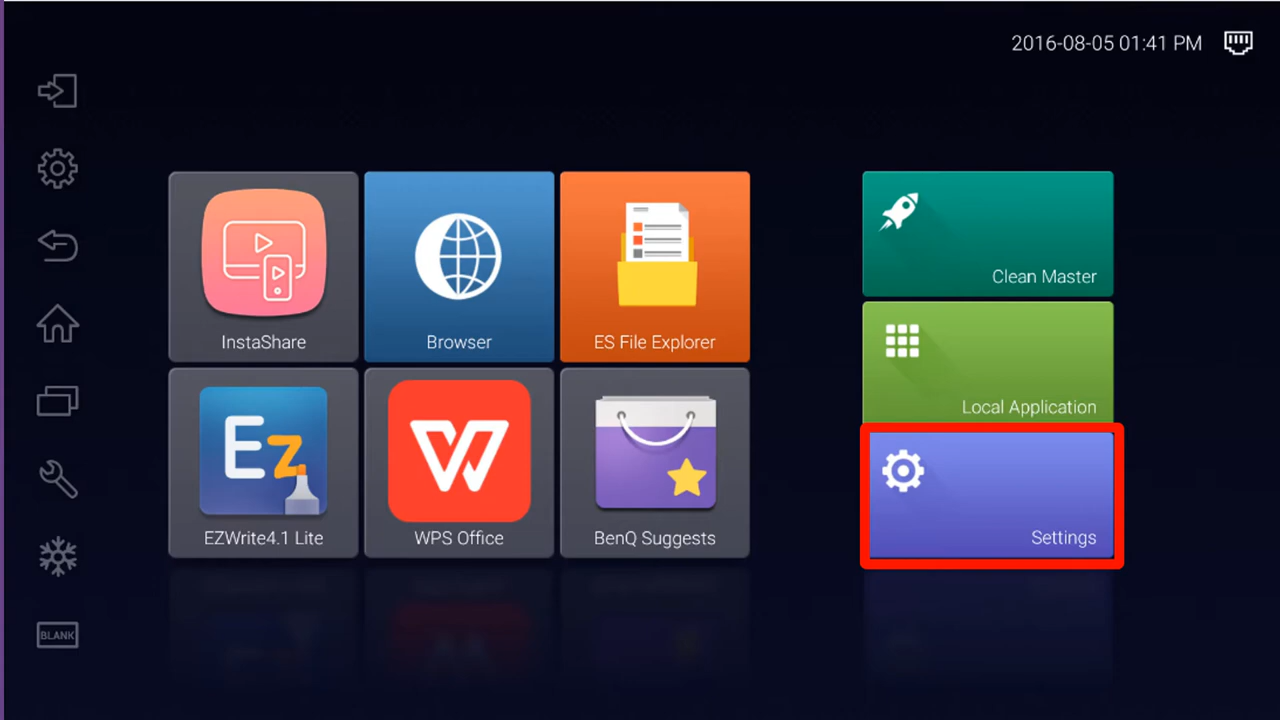 2016-08-05 01:41 PM
InstaShare
Browser
ES File Explorer
Clean Master
Local Application
EZ
EZWrite4.1 Lite
W
WPS Office
BenQ Suggests
Settings
BLANK